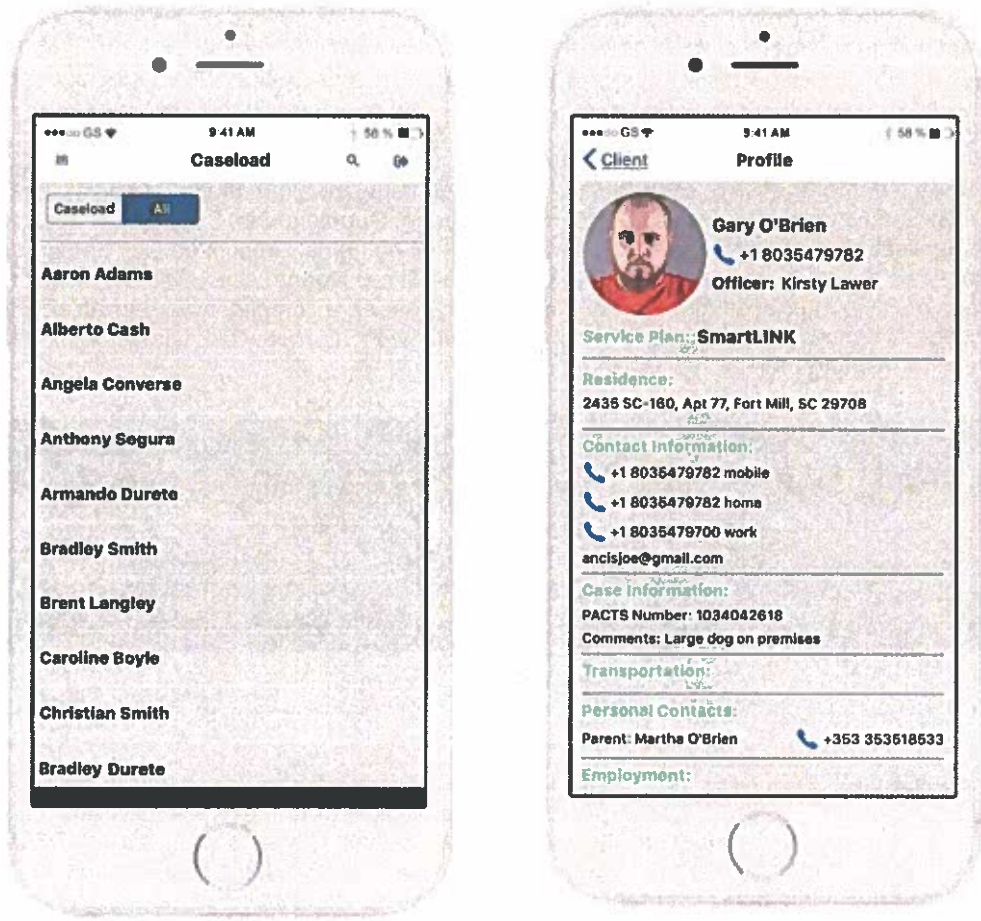 GS
9:41 AM
58 %
Caseload
Caseload All
Aaron Adams
Alberto Cash
Angela Converse
Anthony Segura
Armando Durete
Bradley Smith
Brent Langley
Caroline Boyle
Christian Smith
Bradley Durete
GS
9:41 AM
58 %
Client
Profile
Gary O'Brien
+1 8035479782
Officer: Kirsty Lawer
Service Plan: SmartLINK
Residence:
2435 SC-160, Apt 77, Fort Mill, SC 29708
Contact Information:
+1 8035479782 mobile
+1 8035479782 home
+1 8035479700 work
ancisjoe@gmail.com
Case Information:
PACTS Number: 1034042618
Comments: Large dog on premises
Transportation:
Personal Contacts:
Parent: Martha O'Brien +353 353518533
Employment: